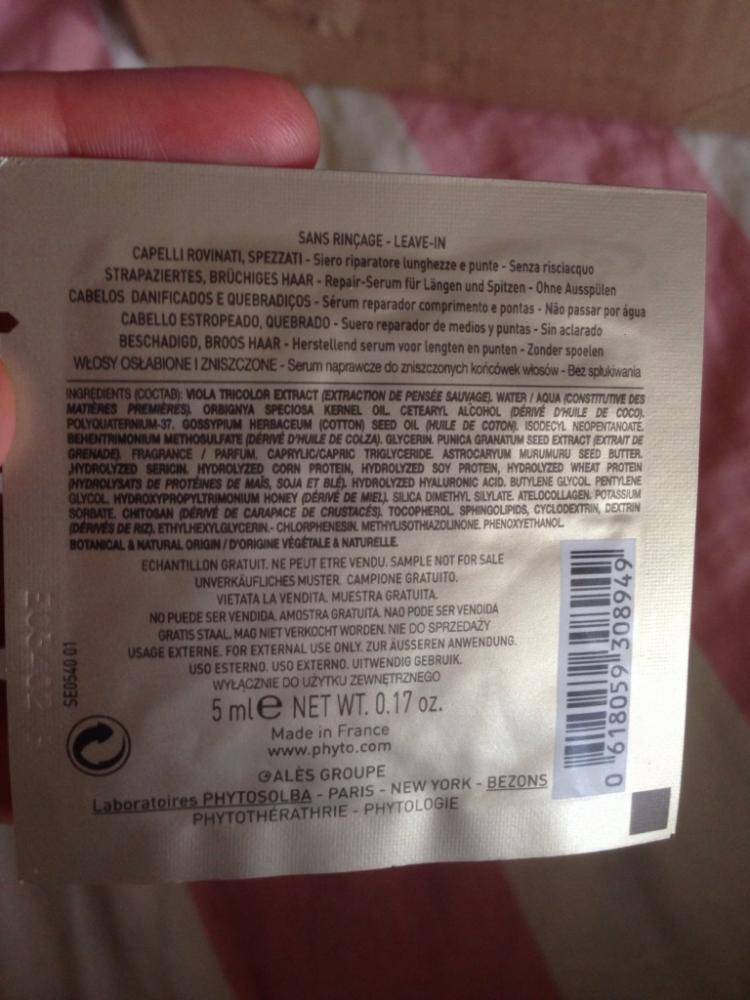 SANS RINÇAGE - LEAVE-IN
CAPELLI ROVINATI, SPEZZATI - Siero riparatore lunghezze e punte - Senza risciacquo
STRAPAZIERTES, BRÜCHIGES HAAR - Repair-Serum für Längen und Spitzen - Ohne Ausspülen
CABELOS DANIFICADOS E QUEBRADIÇOS - Sérum reparador comprimento e pontas - Não passar por água
CABELLO ESTROPEADO, QUEBRADO - Suero reparador de medios y puntas - Sin aclarado
BESCHADIGD, BROOS HAAR - Herstellend serum voor lengten en punten - Zonder spoelen
WŁOSY OSŁABIONE I ZNISZCZONE - Serum naprawcze do zniszczonych końcówek włosów - Bez spłukiwania
INGREDIENTS (COCTAB): VIOLA TRICOLOR EXTRACT (EXTRACTION DE PENSÉE SAUVAGE). WATER / AQUA (CONSTITUTIVE DES
MATIÈRES PREMIÈRES). ORBIGNYA SPECIOSA KERNEL OIL. CETEARYL ALCOHOL (DÉRIVÉ D'HUILE DE COCO).
POLYQUATERNIUM-37. GOSSYPIUM HERBACEUM (COTTON) SEED OIL (HUILE DE COTON). ISODECYL NEOPENTANOATE.
BEHENTRIMONIUM METHOSULFATE (DÉRIVÉ D'HUILE DE COLZA). GLYCERIN. PUNICA GRANATUM SEED EXTRACT (EXTRAIT DE
GRENADE). FRAGRANCE / PARFUM. CAPRYLIC/CAPRIC TRIGLYCERIDE. ASTROCARYUM MURUMURU SEED BUTTER.
HYDROLYZED SERICIN. HYDROLYZED CORN PROTEIN, HYDROLYZED SOY PROTEIN, HYDROLYZED WHEAT PROTEIN
(HYDROLYSATS DE PROTÉINES DE MAÏS, SOJA ET BLÉ). HYDROLYZED HYALURONIC ACID. BUTYLENE GLYCOL. PENTYLENE
GLYCOL. HYDROXYPROPYLTRIMONIUM HONEY (DÉRIVÉ DE MIEL). SILICA DIMETHYL SILYLATE. ATELOCOLLAGEN. POTASSIUM
SORBATE. CHITOSAN (DÉRIVÉ DE CARAPACE DE CRUSTACÉS). TOCOPHEROL. SPHINGOLIPIDS, CYCLODEXTRIN, DEXTRIN
(DÉRIVÉS DE RIZ). ETHYLHEXYLGLYCERIN. CHLORPHENESIN. METHYLISOTHIAZOLINONE. PHENOXYETHANOL.
BOTANICAL & NATURAL ORIGIN / D'ORIGINE VÉGÉTALE & NATURELLE.
ECHANTILLON GRATUIT. NE PEUT ETRE VENDU. SAMPLE NOT FOR SALE
UNVERKÄUFLICHES MUSTER. CAMPIONE GRATUITO.
VIETATA LA VENDITA. MUESTRA GRATUITA.
NO PUEDE SER VENDIDA. AMOSTRA GRATUITA. NAO PODE SER VENDIDA
GRATIS STAAL. MAG NIET VERKOCHT WORDEN. NIE DO SPRZEDAŻY
USAGE EXTERNE. FOR EXTERNAL USE ONLY. ZUR ÄUSSEREN ANWENDUNG.
USO ESTERNO. USO EXTERNO. UITWENDIG GEBRUIK.
WYŁĄCZNIE DO UŻYTKU ZEWNĘTRZNEGO
5 ml e NET WT. 0.17 oz.
Made in France
www.phyto.com
ALÈS GROUPE
Laboratoires PHYTOSOLBA - PARIS - NEW YORK - BEZONS
PHYTOTHÉRATHRIE - PHYTOLOGIE
SE0540 01
0 618059 308949